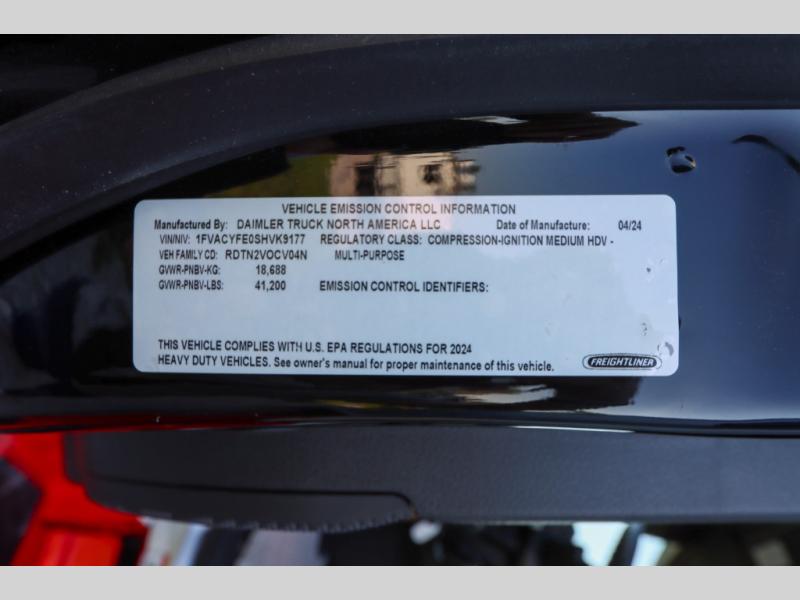 VEHICLE EMISSION CONTROL INFORMATION
Manufactured By: DAIMLER TRUCK NORTH AMERICA LLC Date of Manufacture: 04/24
VIN/NIV: 1FVACYFE0SHVK9177 REGULATORY CLASS: COMPRESSION-IGNITION MEDIUM HDV -
VEH FAMILY CD: RDTN2VOCV04N MULTI-PURPOSE
GVWR-PNBV-KG: 18,688
GVWR-PNBV-LBS: 41,200 EMISSION CONTROL IDENTIFIERS:
THIS VEHICLE COMPLIES WITH U.S. EPA REGULATIONS FOR 2024
HEAVY DUTY VEHICLES. See owner's manual for proper maintenance of this vehicle.
FREIGHTLINER